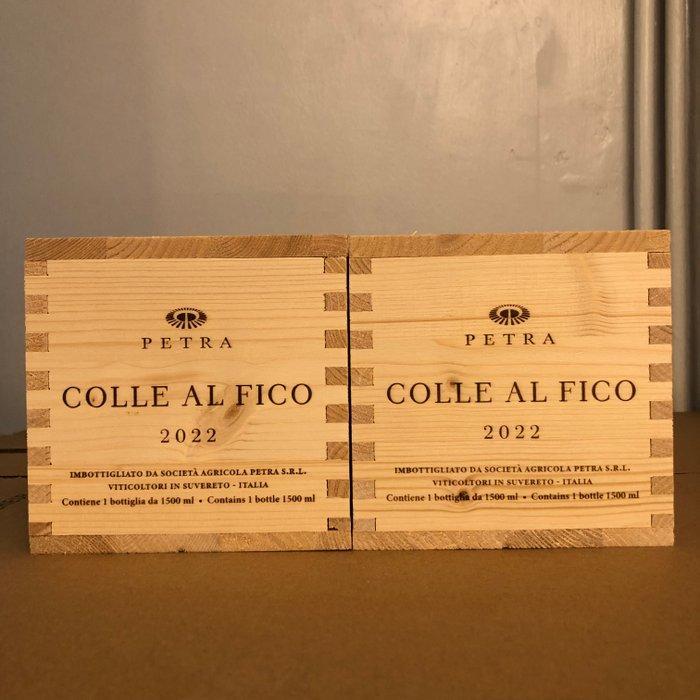 PETRA
COLLE AL FICO
2022
IMBOTTIGLIATO DA SOCIETÀ AGRICOLA PETRA S.R.L.
VITICOLTORI IN SUVERETO - ITALIA
Contiene 1 bottiglia da 1500 ml • Contains 1 bottle 1500 ml
PETRA
COLLE AL FICO
2022
IMBOTTIGLIATO DA SOCIETÀ AGRICOLA PETRA S.R.L.
VITICOLTORI IN SUVERETO - ITALIA
Contiene 1 bottiglia da 1500 ml • Contains 1 bottle 1500 ml